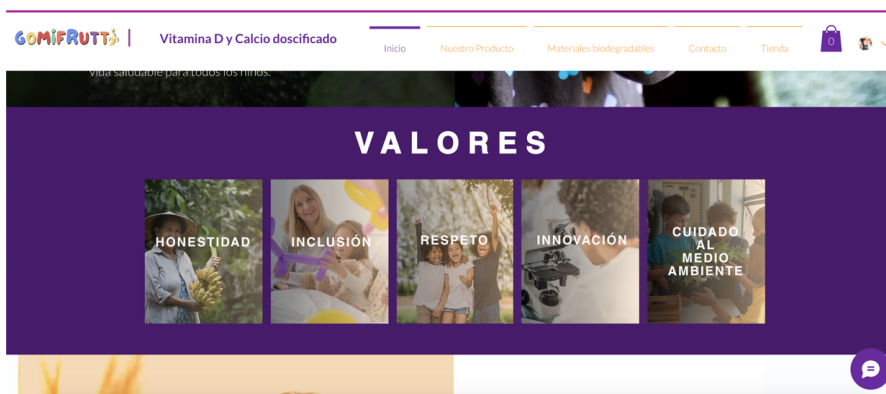 GOMIFRUTTI
Vitamina D y Calcio doscificado
Inicio
Nuestro Producto
Materiales biodegradables
Contacto
Tienda
0
Vida saludable para todos los niños.
VALORES
HONESTIDAD
INCLUSIÓN
RESPETO
INNOVACIÓN
CUIDADO
AL
MEDIO
AMBIENTE